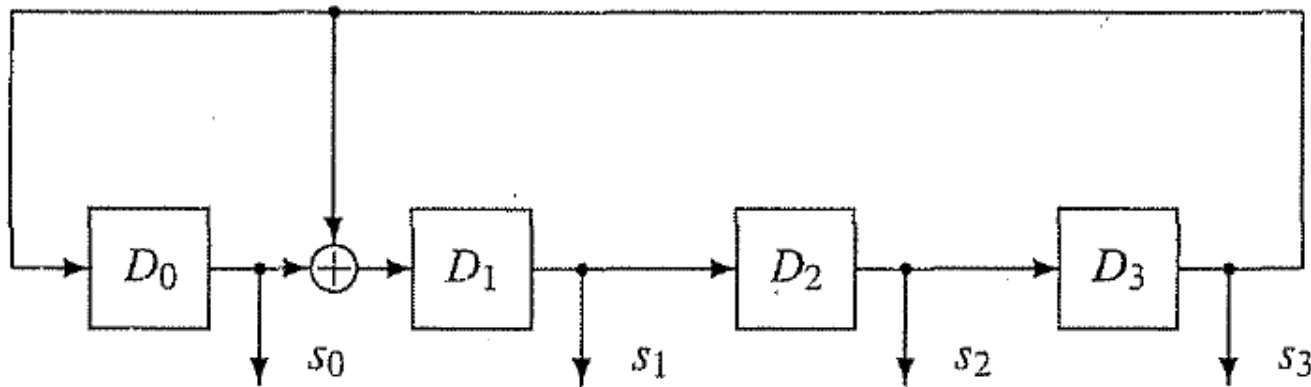 D₀ D₁ D₂ D₃
s₀ s₁ s₂ s₃